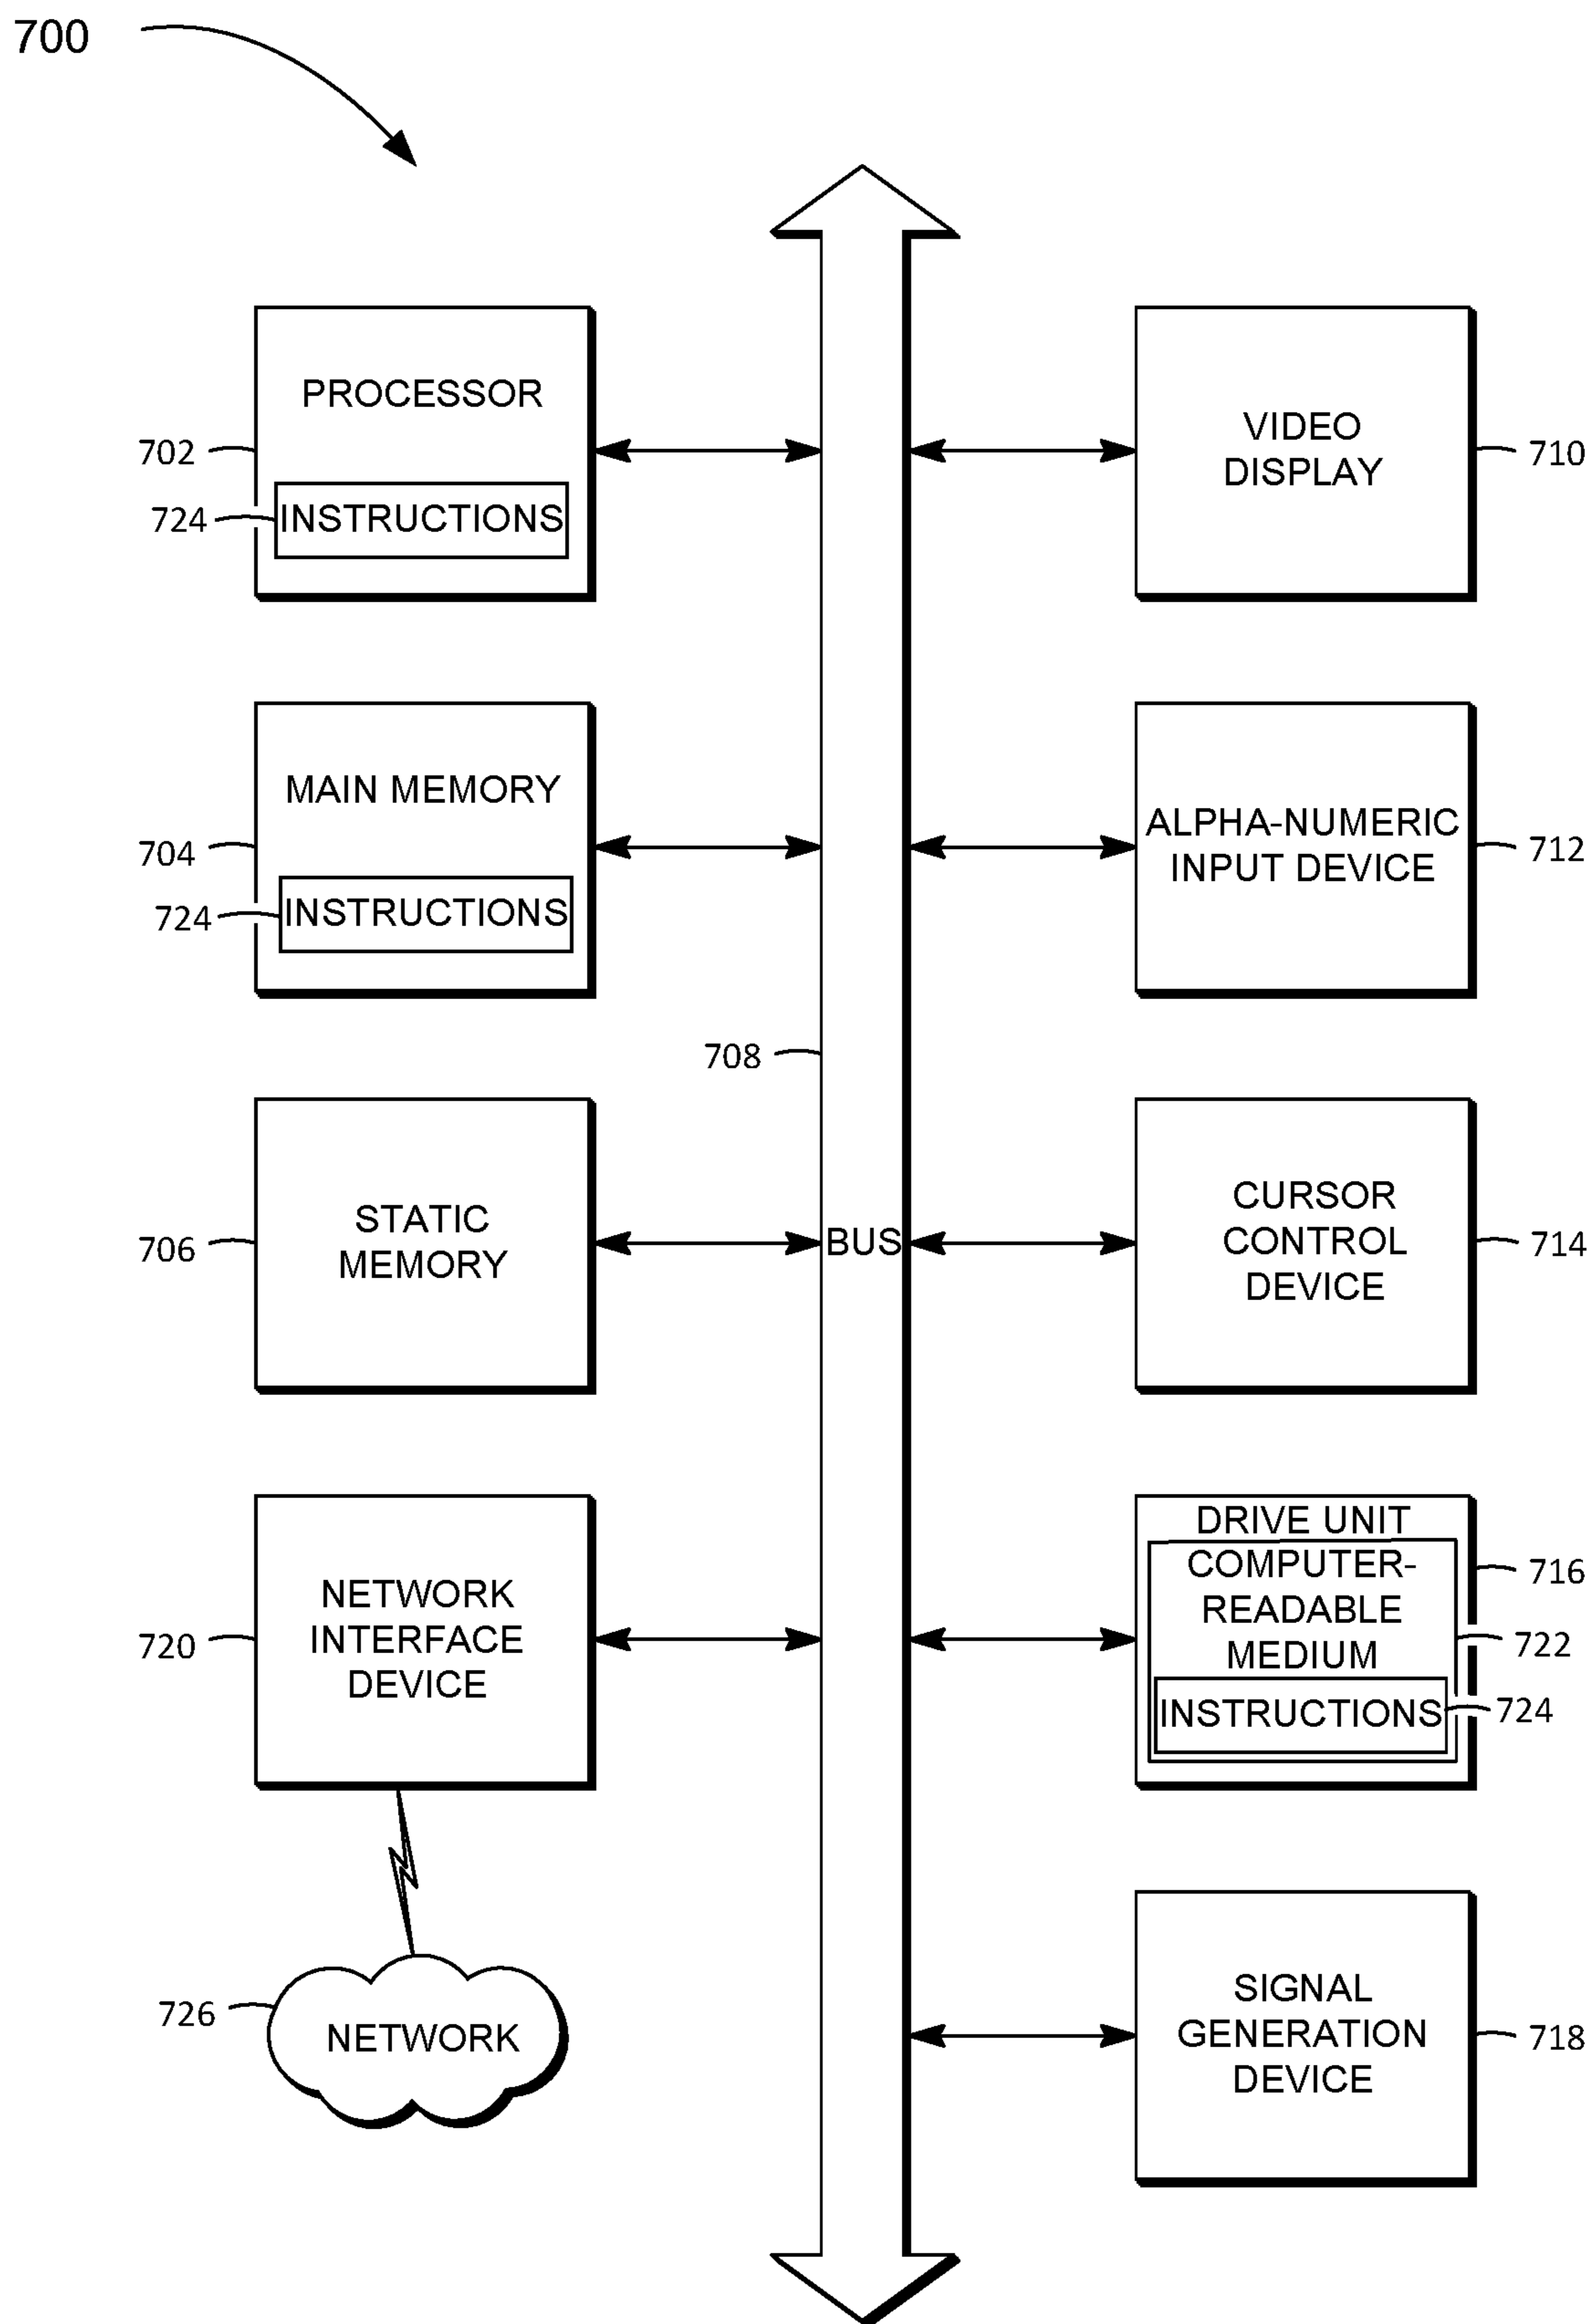 700
PROCESSOR
702
724
INSTRUCTIONS
VIDEO
DISPLAY
710
MAIN MEMORY
704
724
INSTRUCTIONS
ALPHA-NUMERIC
INPUT DEVICE
712
708
STATIC
MEMORY
706
BUS
CURSOR
CONTROL
DEVICE
714
NETWORK
INTERFACE
DEVICE
720
DRIVE UNIT
COMPUTER-
READABLE
MEDIUM
INSTRUCTIONS
716
722
724
726
NETWORK
SIGNAL
GENERATION
DEVICE
718